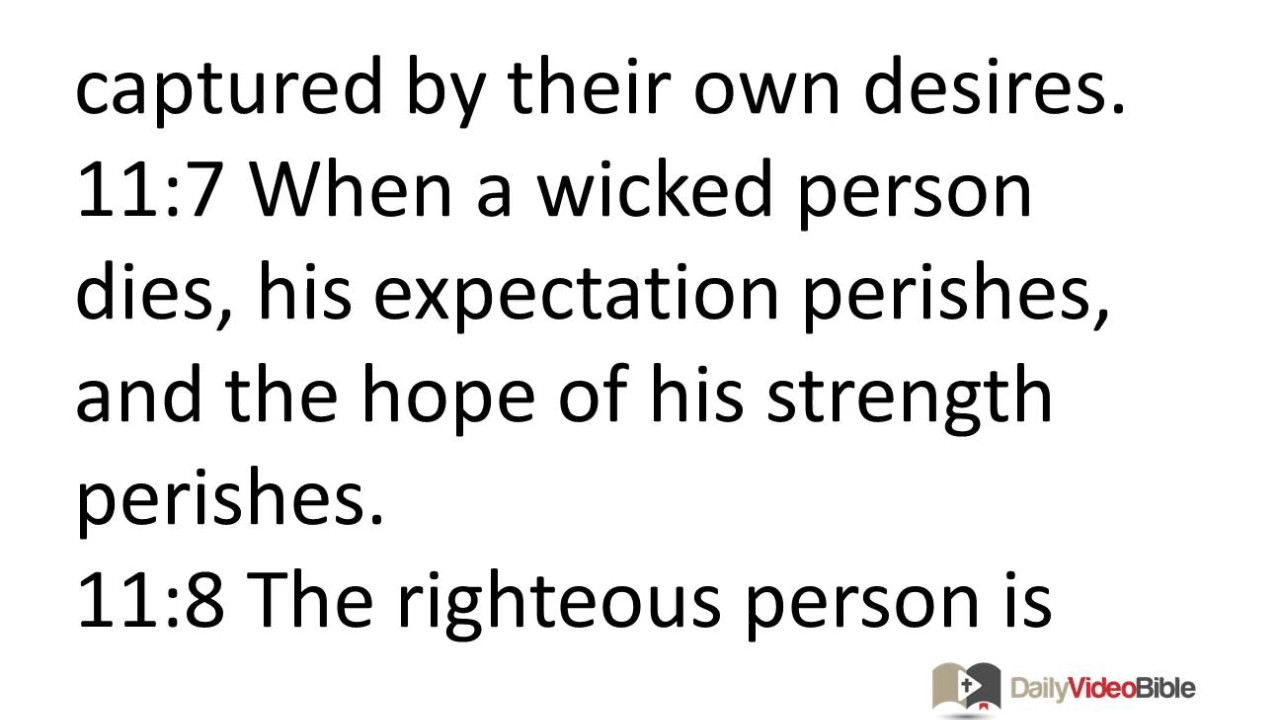 captured by their own desires.
11:7 When a wicked person
dies, his expectation perishes,
and the hope of his strength
perishes.
11:8 The righteous person is
DailyVideoBible